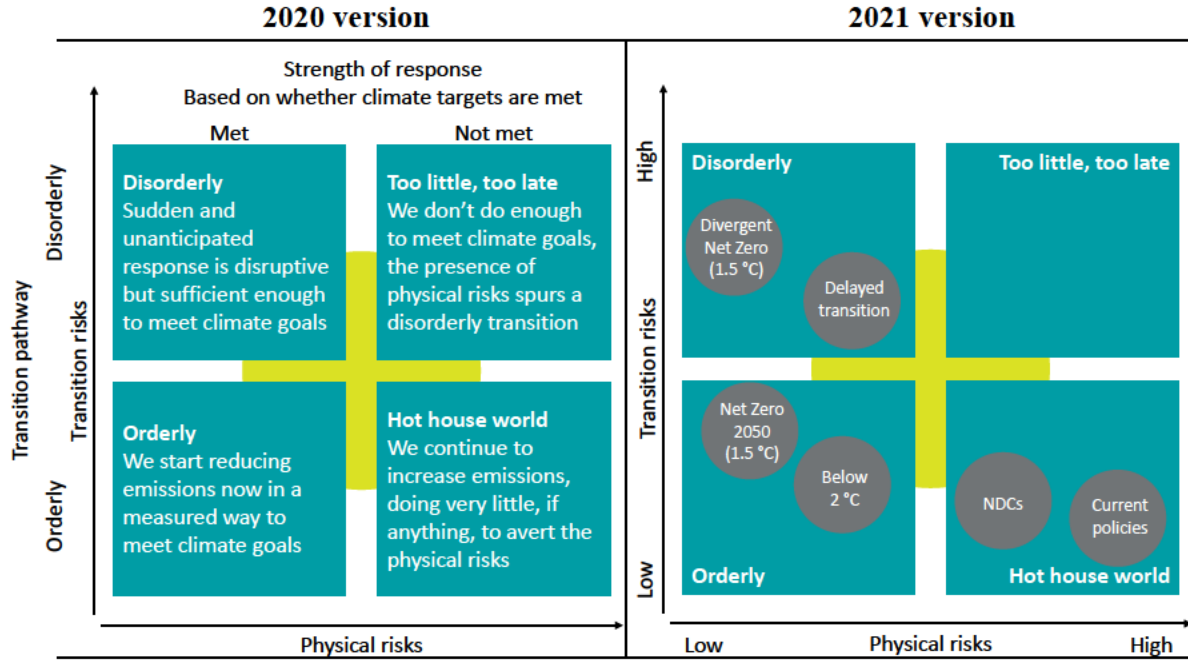 2020 version
Strength of response
Based on whether climate targets are met
Met
Not met
Transition pathway
Disorderly
Orderly
Transition risks
Disorderly
Sudden and
unanticipated
response is disruptive
but sufficient enough
to meet climate goals
Too little, too late
We don't do enough
to meet climate goals,
the presence of
physical risks spurs a
disorderly transition
Orderly
We start reducing
emissions now in a
measured way to
meet climate goals
Hot house world
We continue to
increase emissions,
doing very little, if
anything, to avert the
physical risks
Physical risks
2021 version
High
Transition risks
Low
Disorderly
Divergent
Net Zero
(1.5 °C)
Delayed
transition
Too little, too late
Net Zero
2050
(1.5 °C)
Below
2 °C
Orderly
NDCs
Current
policies
Hot house world
Low
Physical risks
High